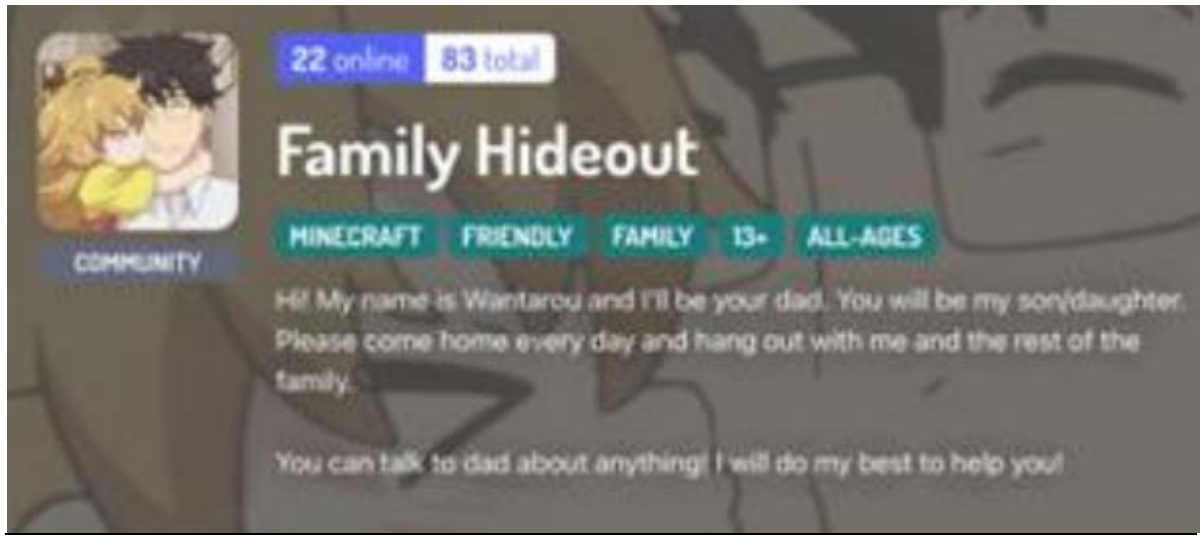 22 online 83 total
Family Hideout
MINECRAFT FRIENDLY FAMILY 13+ ALL-AGES
COMMUNITY
Hi! My name is Wantarou and I'll be your dad. You will be my son/daughter.
Please come home every day and hang out with me and the rest of the
family.
You can talk to dad about anything! I will do my best to help you!